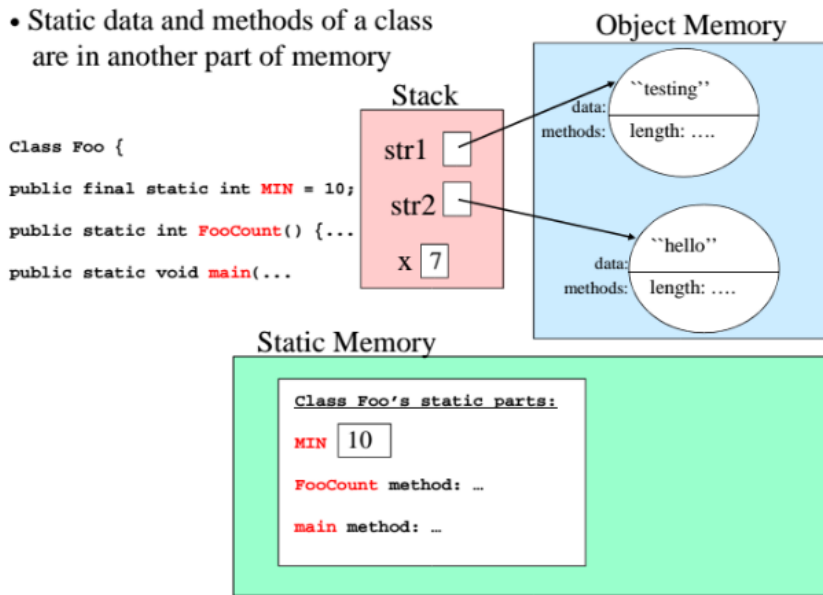 • Static data and methods of a class
are in another part of memory
Object Memory
Stack
``testing’’
data:
methods: length: ….
Class Foo {
str1
public final static int MIN = 10;
str2
public static int FooCount() {...
``hello’’
data:
public static void main(...
x 7
methods: length: ….
Static Memory
Class Foo’s static parts:
MIN 10
FooCount method: …
main method: …